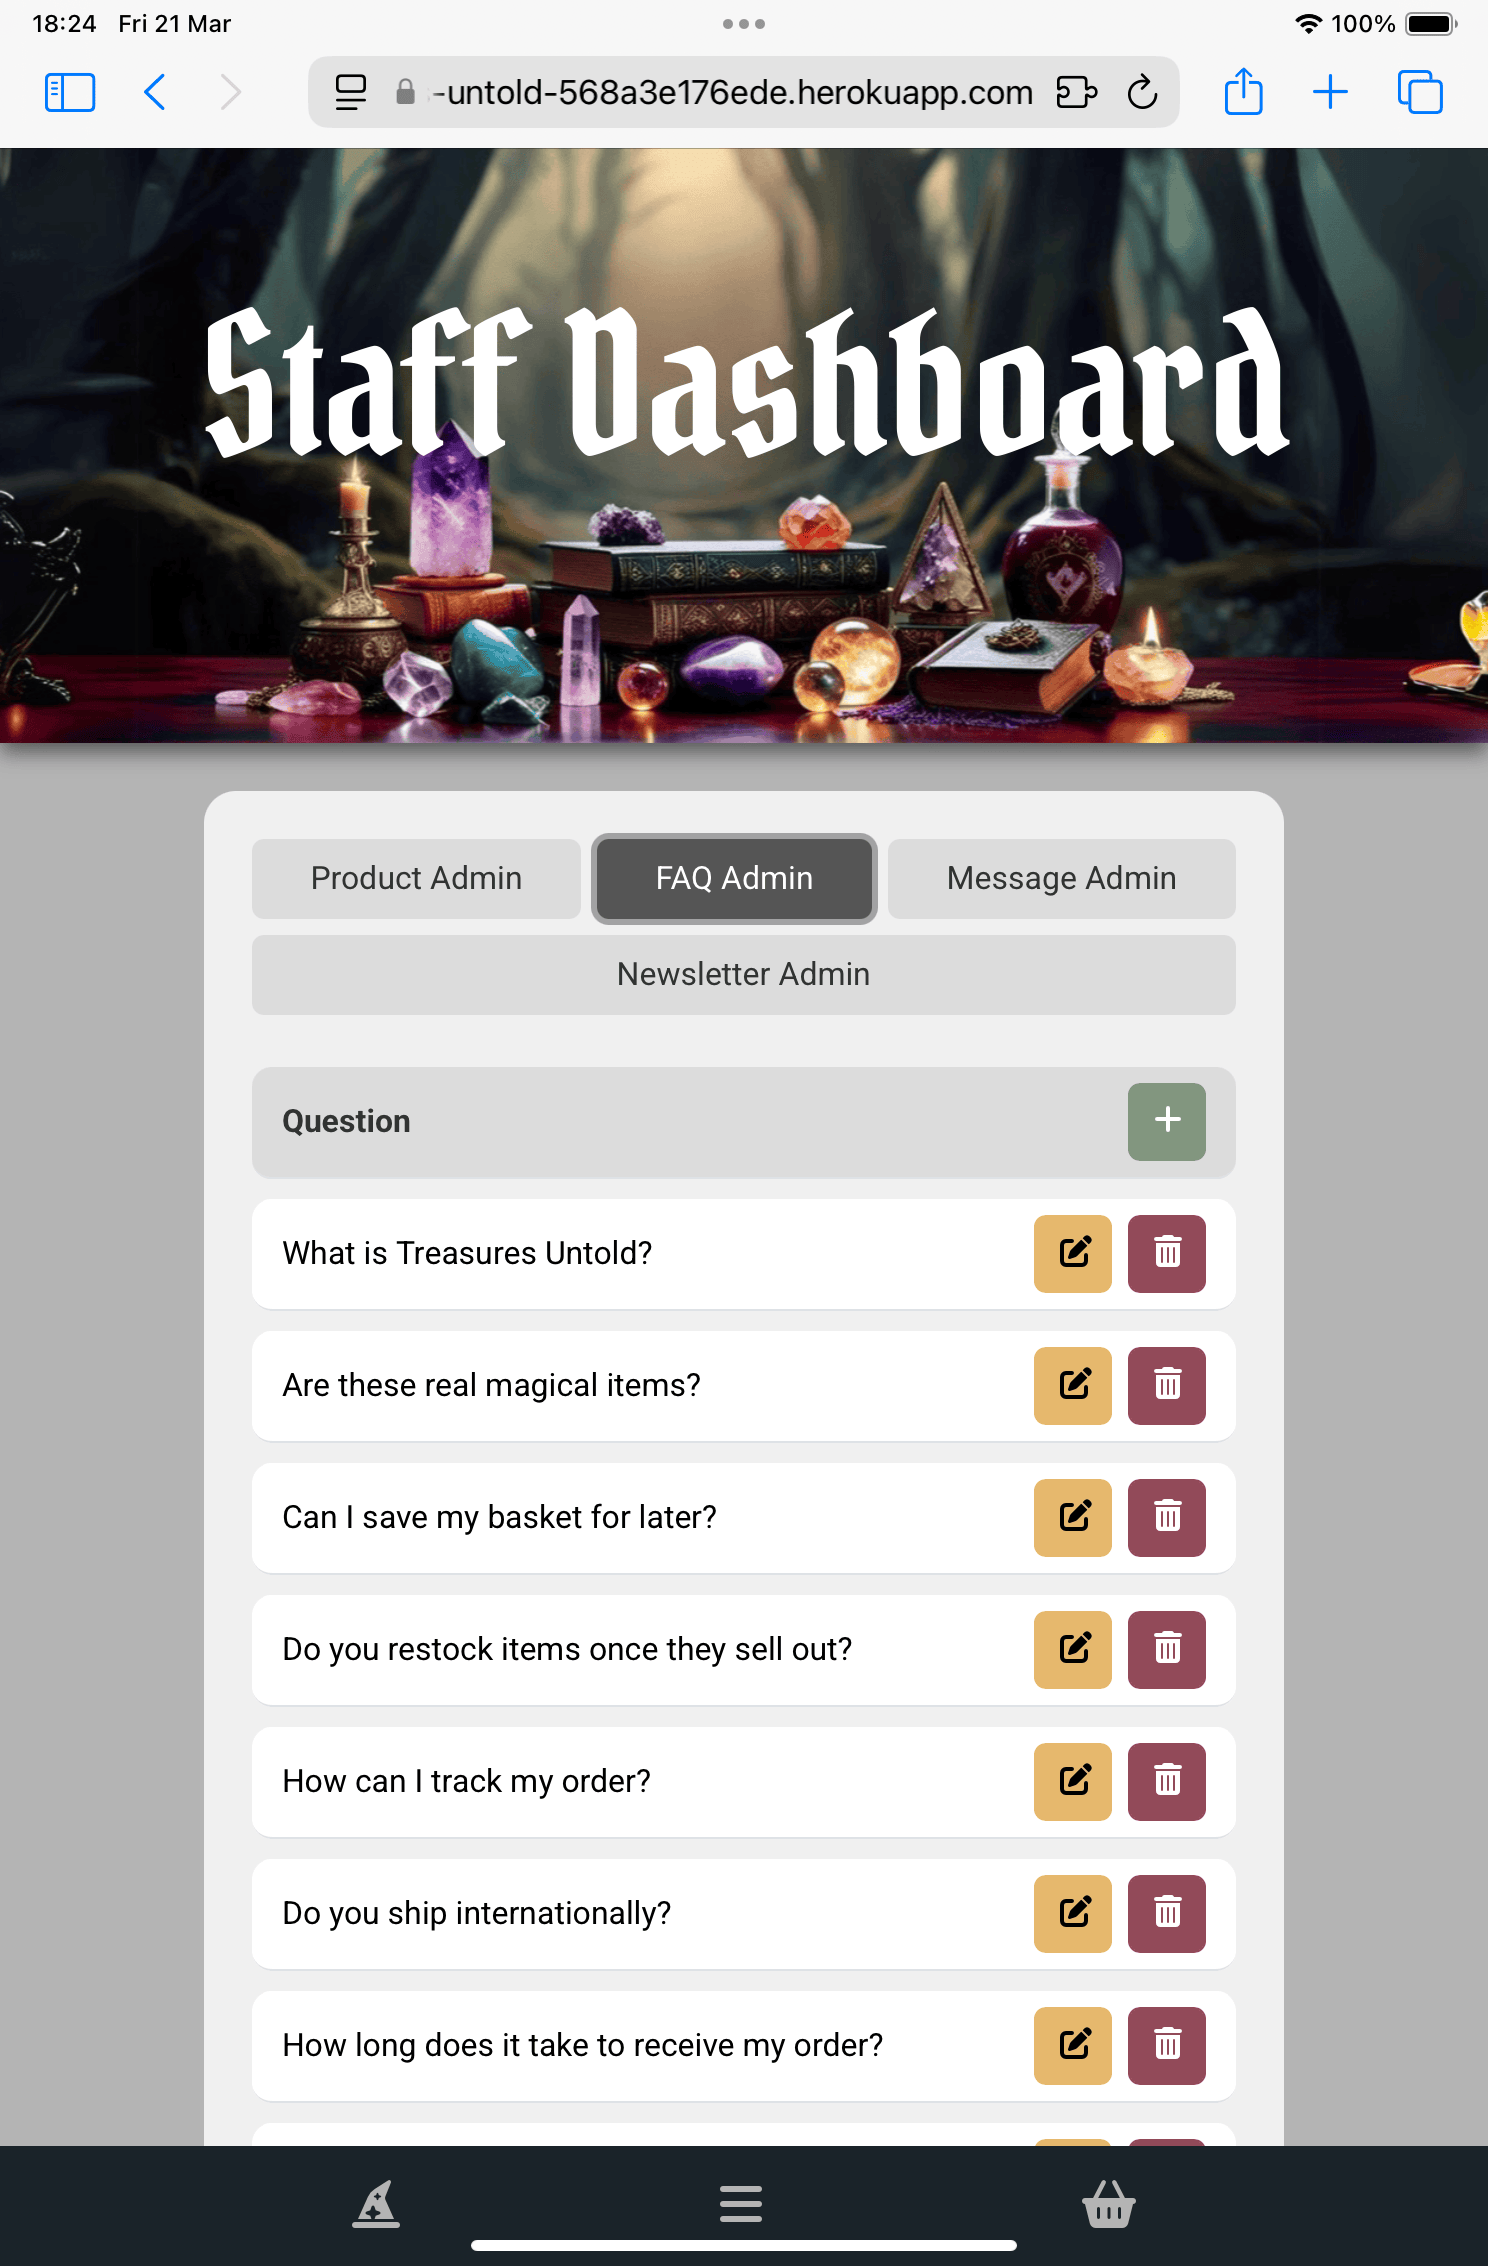 18:24 Fri 21 Mar 100%
-untold-568a3e176ede.herokuapp.com
Staff Dashboard
Product Admin FAQ Admin Message Admin
Newsletter Admin
Question
What is Treasures Untold?
Are these real magical items?
Can I save my basket for later?
Do you restock items once they sell out?
How can I track my order?
Do you ship internationally?
How long does it take to receive my order?